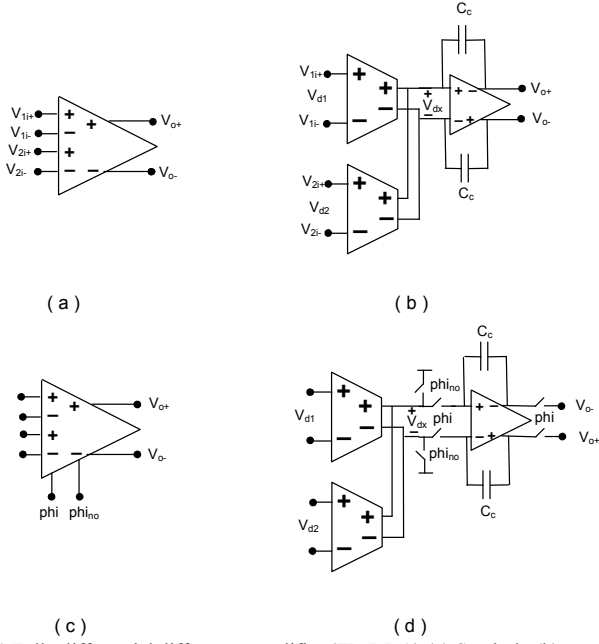 Cc
V1i+
V1i-
V2i+
V2i-
+
−
+
−
+
−
Vo+
Vo-
V1i+
Vd1
V1i-
+
−
+
−
+
Vdx
−
+ −
− +
Vo+
Vo-
Cc
V2i+
Vd2
V2i-
+
−
+
−
( a )
( b )
Cc
+
−
+
−
+
−
Vo+
Vo-
phi phino
Vd1
+
−
+
−
phino
+
Vdx
−
phi
phino
+ −
− +
phi
Vo-
Vo+
Cc
Vd2
+
−
+
−
( c )
( d )